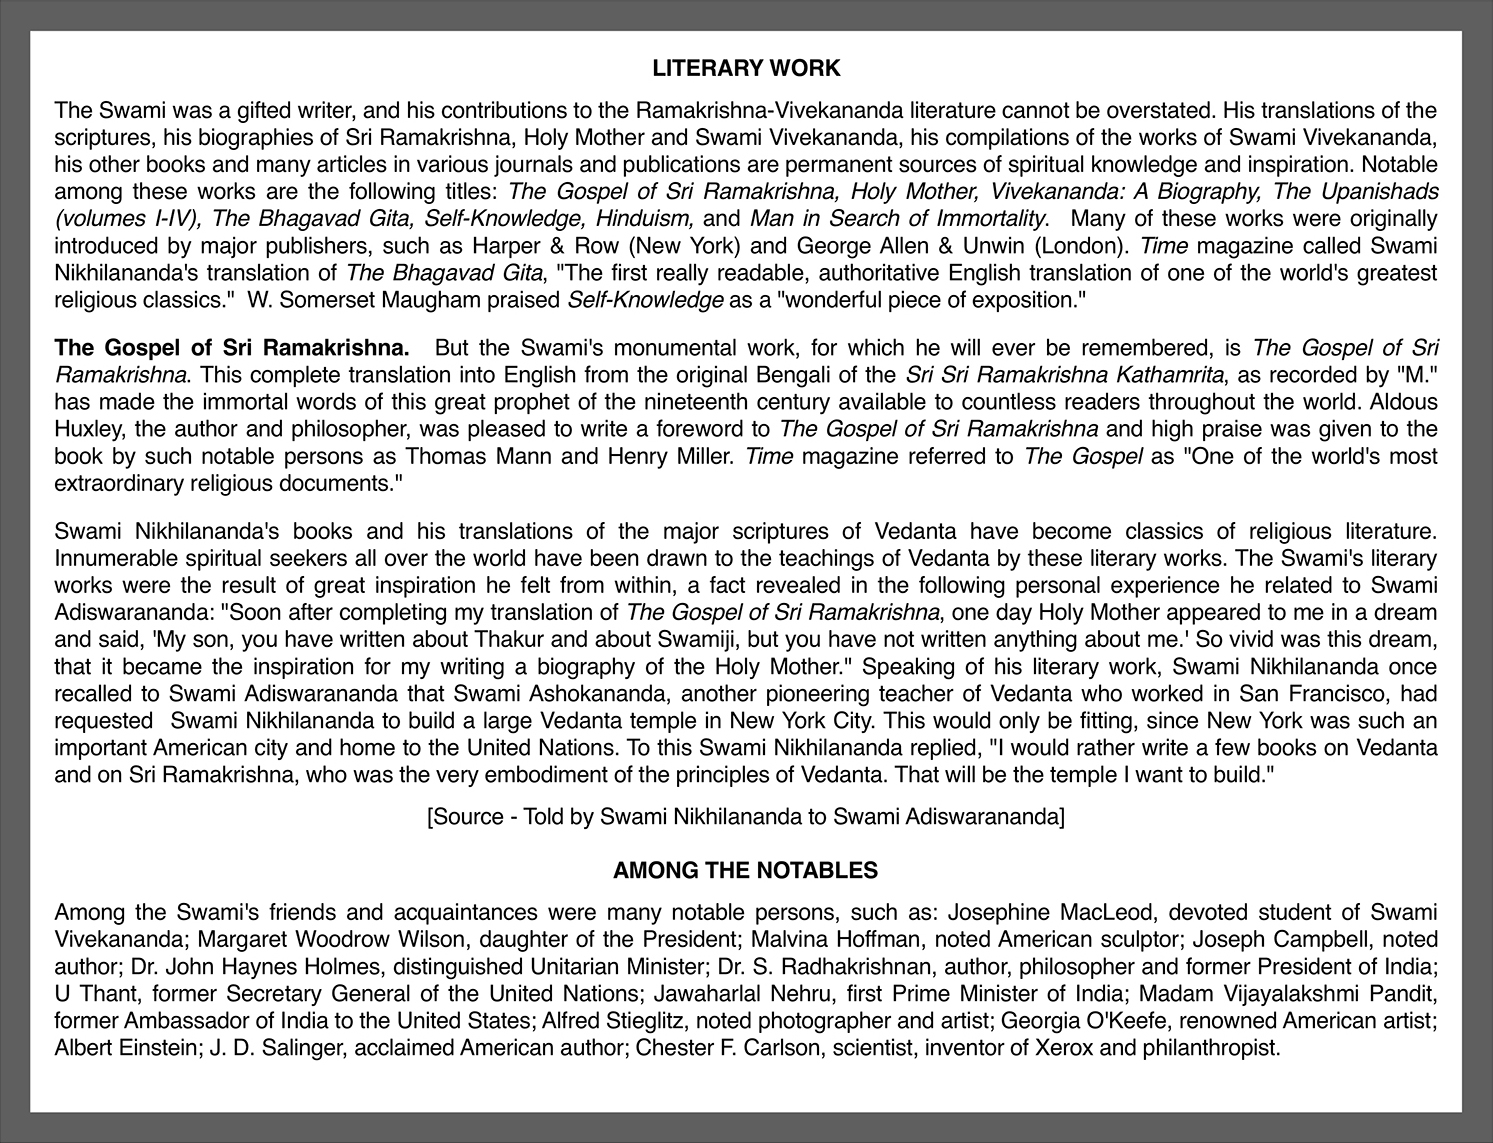 LITERARY WORK
The Swami was a gifted writer, and his contributions to the Ramakrishna-Vivekananda literature cannot be overstated. His translations of the
scriptures, his biographies of Sri Ramakrishna, Holy Mother and Swami Vivekananda, his compilations of the works of Swami Vivekananda,
his other books and many articles in various journals and publications are permanent sources of spiritual knowledge and inspiration. Notable
among these works are the following titles: The Gospel of Sri Ramakrishna, Holy Mother, Vivekananda: A Biography, The Upanishads
(volumes I-IV), The Bhagavad Gita, Self-Knowledge, Hinduism, and Man in Search of Immortality.  Many of these works were originally
introduced by major publishers, such as Harper & Row (New York) and George Allen & Unwin (London). Time magazine called Swami
Nikhilananda's translation of The Bhagavad Gita, "The first really readable, authoritative English translation of one of the world's greatest
religious classics."  W. Somerset Maugham praised Self-Knowledge as a "wonderful piece of exposition."
The Gospel of Sri Ramakrishna.  But the Swami's monumental work, for which he will ever be remembered, is The Gospel of Sri
Ramakrishna. This complete translation into English from the original Bengali of the Sri Sri Ramakrishna Kathamrita, as recorded by "M."
has made the immortal words of this great prophet of the nineteenth century available to countless readers throughout the world. Aldous
Huxley, the author and philosopher, was pleased to write a foreword to The Gospel of Sri Ramakrishna and high praise was given to the
book by such notable persons as Thomas Mann and Henry Miller. Time magazine referred to The Gospel as "One of the world's most
extraordinary religious documents."
Swami Nikhilananda's books and his translations of the major scriptures of Vedanta have become classics of religious literature.
Innumerable spiritual seekers all over the world have been drawn to the teachings of Vedanta by these literary works. The Swami's literary
works were the result of great inspiration he felt from within, a fact revealed in the following personal experience he related to Swami
Adiswarananda: "Soon after completing my translation of The Gospel of Sri Ramakrishna, one day Holy Mother appeared to me in a dream
and said, 'My son, you have written about Thakur and about Swamiji, but you have not written anything about me.' So vivid was this dream,
that it became the inspiration for my writing a biography of the Holy Mother." Speaking of his literary work, Swami Nikhilananda once
recalled to Swami Adiswarananda that Swami Ashokananda, another pioneering teacher of Vedanta who worked in San Francisco, had
requested  Swami Nikhilananda to build a large Vedanta temple in New York City. This would only be fitting, since New York was such an
important American city and home to the United Nations. To this Swami Nikhilananda replied, "I would rather write a few books on Vedanta
and on Sri Ramakrishna, who was the very embodiment of the principles of Vedanta. That will be the temple I want to build."
[Source - Told by Swami Nikhilananda to Swami Adiswarananda]
AMONG THE NOTABLES
Among the Swami's friends and acquaintances were many notable persons, such as: Josephine MacLeod, devoted student of Swami
Vivekananda; Margaret Woodrow Wilson, daughter of the President; Malvina Hoffman, noted American sculptor; Joseph Campbell, noted
author; Dr. John Haynes Holmes, distinguished Unitarian Minister; Dr. S. Radhakrishnan, author, philosopher and former President of India;
U Thant, former Secretary General of the United Nations; Jawaharlal Nehru, first Prime Minister of India; Madam Vijayalakshmi Pandit,
former Ambassador of India to the United States; Alfred Stieglitz, noted photographer and artist; Georgia O'Keefe, renowned American artist;
Albert Einstein; J. D. Salinger, acclaimed American author; Chester F. Carlson, scientist, inventor of Xerox and philanthropist.